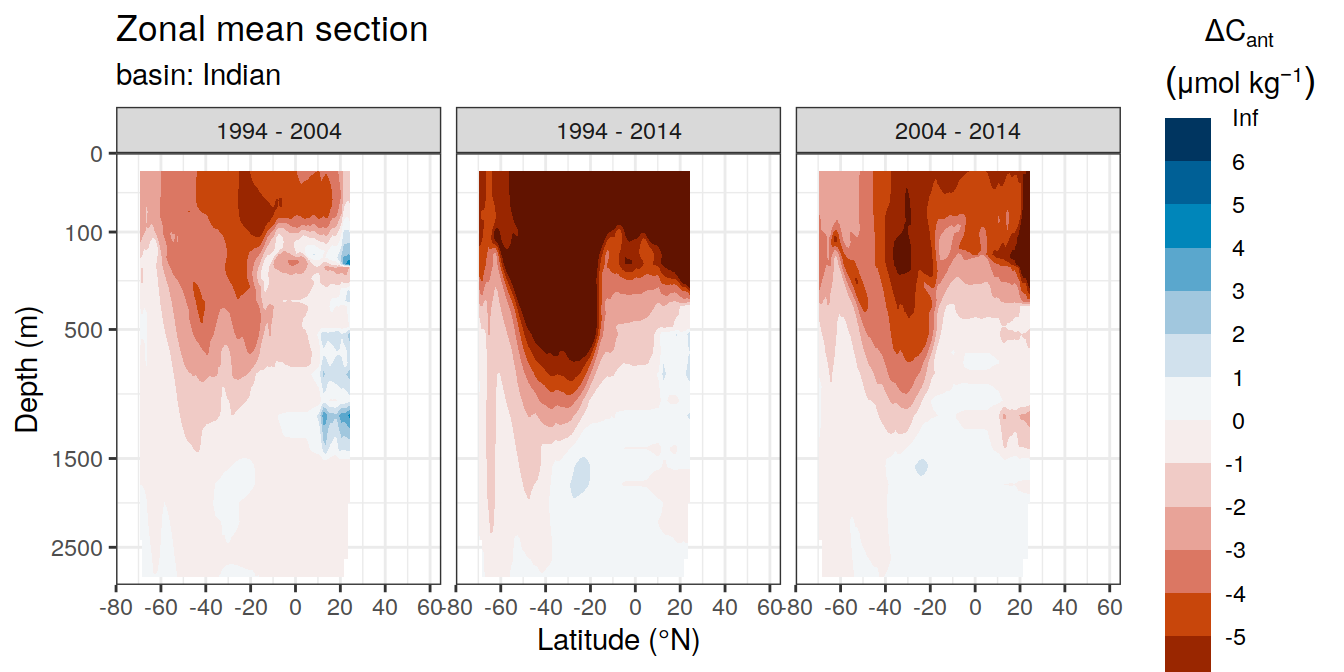 Zonal mean section
basin: Indian
ΔCant
(μmol kg⁻¹)
1994 - 2004
1994 - 2014
2004 - 2014
Inf
6
5
4
3
2
1
0
-1
-2
-3
-4
-5
Depth (m)
0
100
500
1500
2500
-80 -60 -40 -20 0 20 40 60
-80 -60 -40 -20 0 20 40 60
-80 -60 -40 -20 0 20 40 60
Latitude (°N)